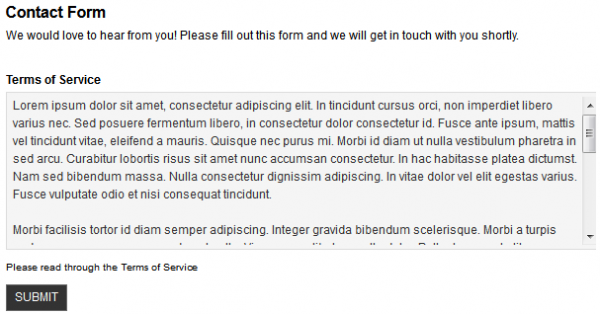 Contact Form
We would love to hear from you! Please fill out this form and we will get in touch with you shortly.
Terms of Service
Lorem ipsum dolor sit amet, consectetur adipiscing elit. In tincidunt cursus orci, non imperdiet libero
varius nec. Sed posuere fermentum libero, in consectetur dolor consectetur id. Fusce ante ipsum, mattis
vel tincidunt vitae, eleifend a mauris. Quisque nec purus mi. Morbi id diam ut nulla vestibulum pharetra in
sed arcu. Curabitur lobortis risus sit amet nunc accumsan consectetur. In hac habitasse platea dictumst.
Nam sed bibendum massa. Nulla consectetur dignissim adipiscing. In vitae dolor vel elit egestas varius.
Fusce vulputate odio et nisi consequat tincidunt.
Morbi facilisis tortor id diam semper adipiscing. Integer gravida bibendum scelerisque. Morbi a turpis
Please read through the Terms of Service
SUBMIT